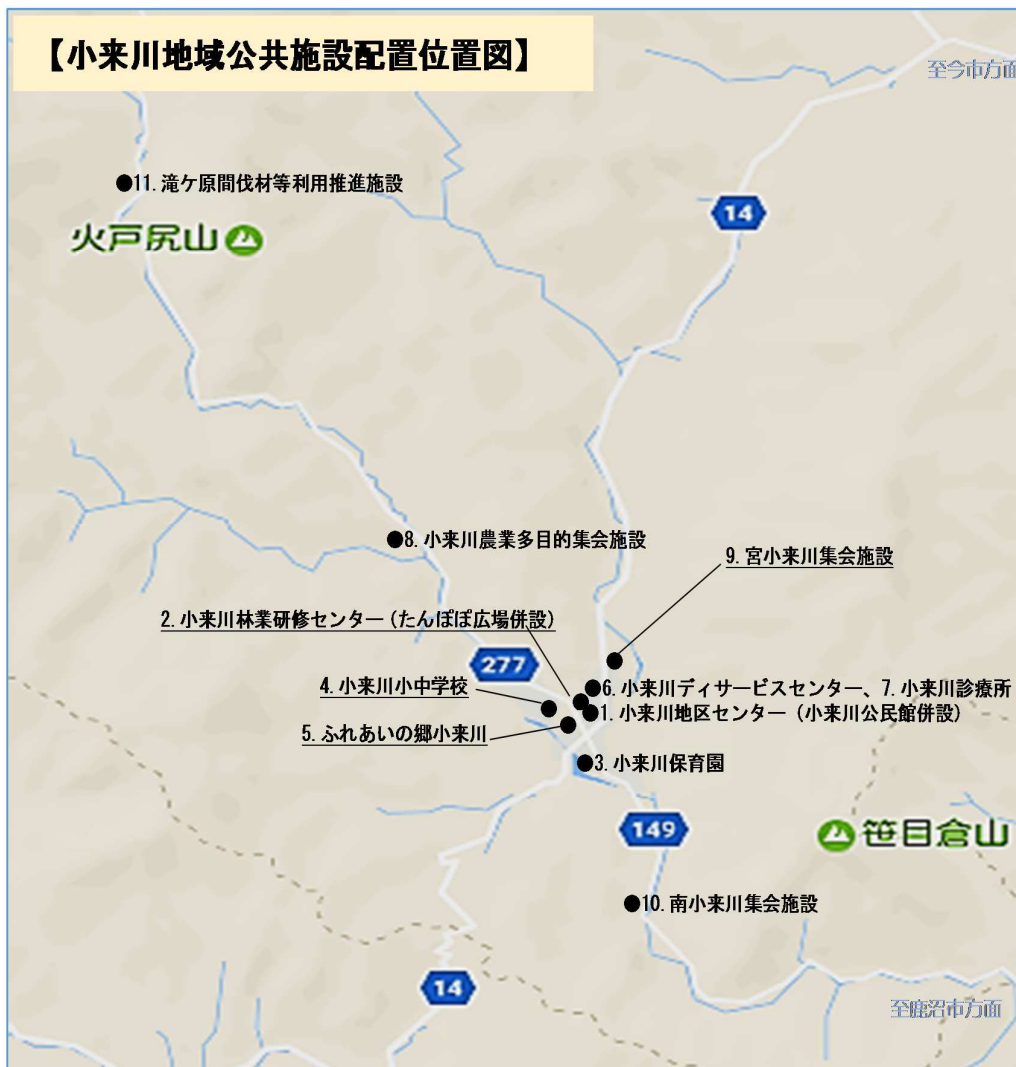 【小来川地域公共施設配置位置図】
至今市方面
●11. 滝ケ原間伐材等利用推進施設
14
火戸尻山
●8. 小来川農業多目的集会施設
9. 宮小来川集会施設
2. 小来川林業研修センター(たんぽぽ広場併設)
277
4. 小来川小中学校
●6. 小来川ディサービスセンター、7. 小来川診療所
●1. 小来川地区センター(小来川公民館併設)
5. ふれあいの郷小来川
●3. 小来川保育園
149
笹目倉山
●10. 南小来川集会施設
14
至鹿沼市方面